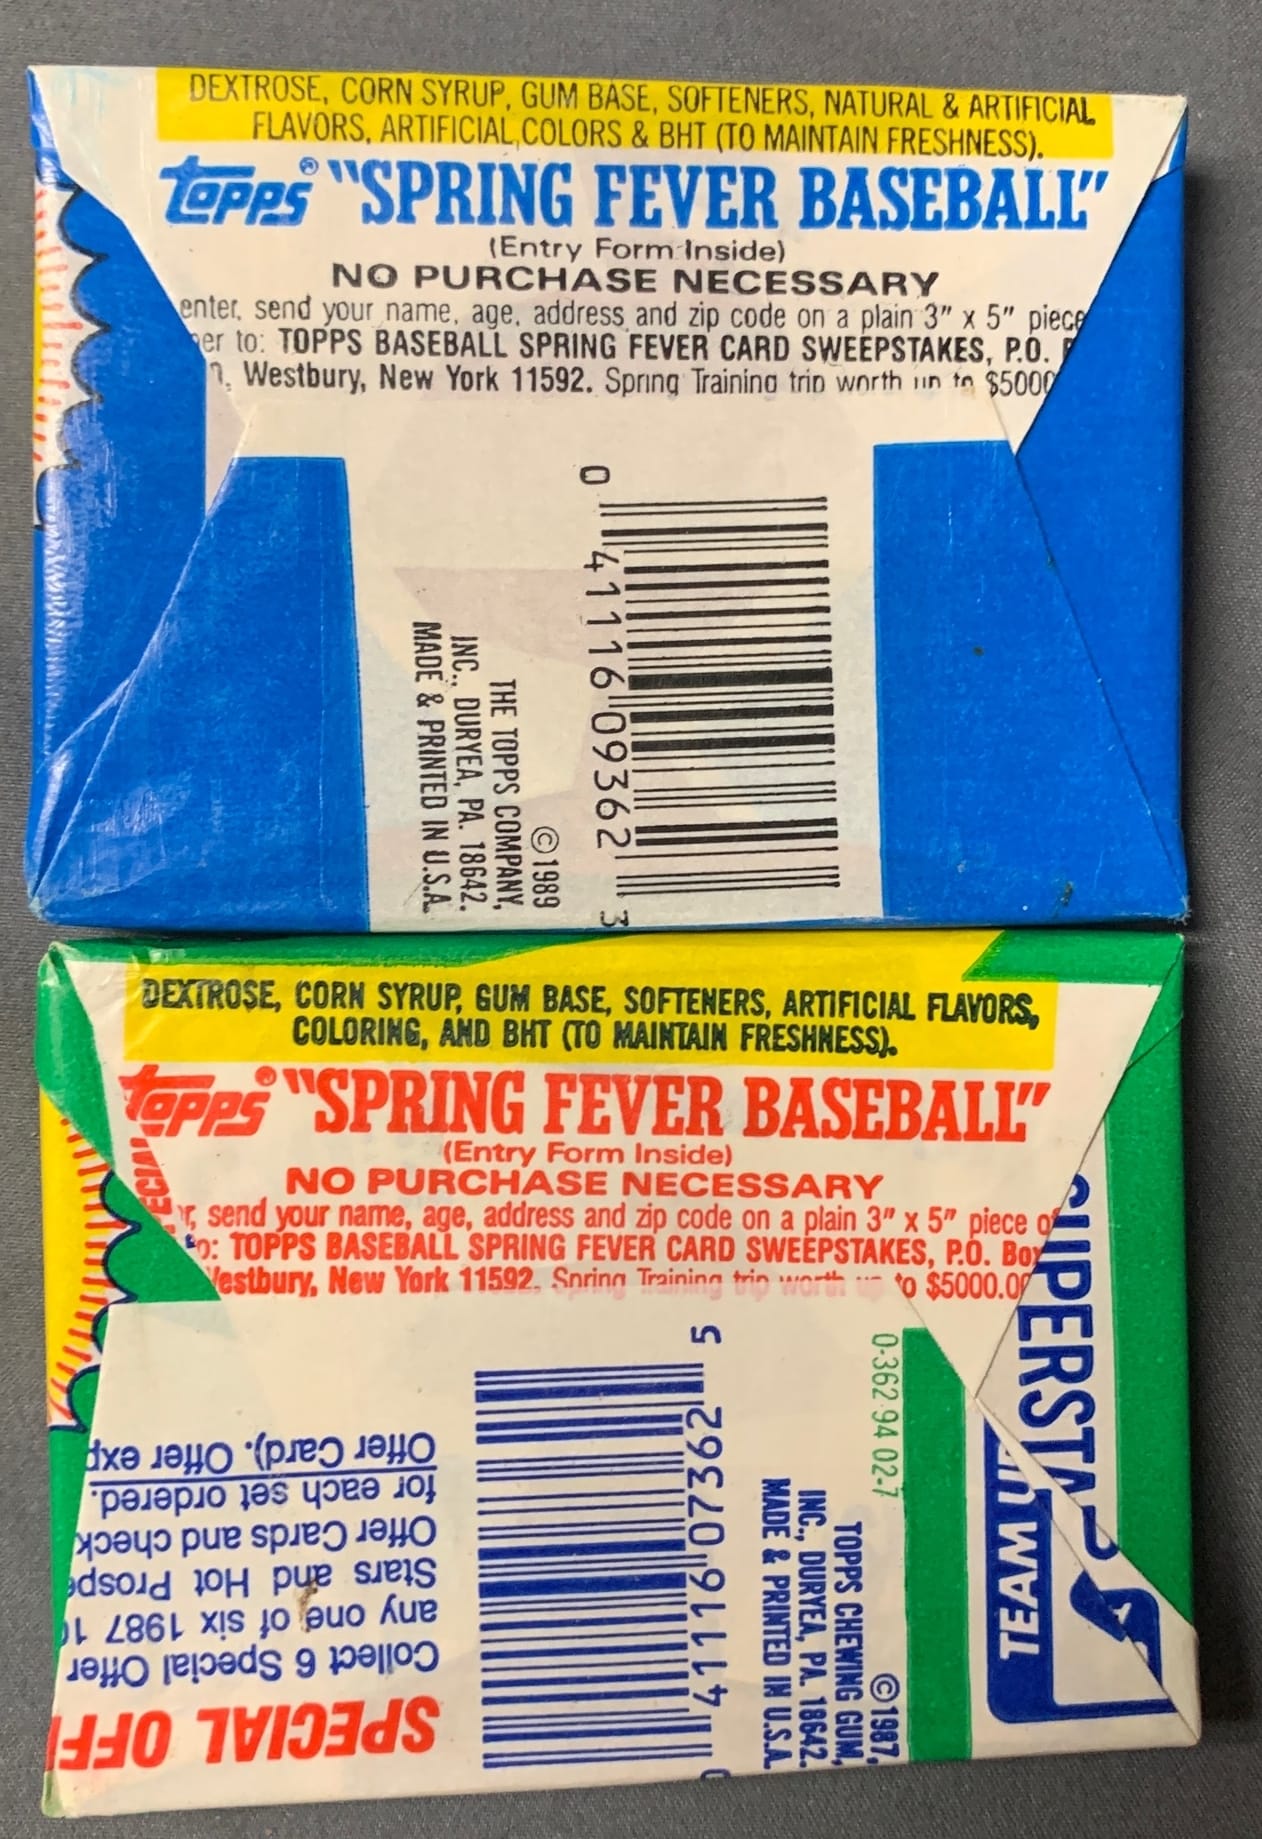 DEXTROSE, CORN SYRUP, GUM BASE, SOFTENERS, NATURAL & ARTIFICIAL
FLAVORS, ARTIFICIAL COLORS & BHT (TO MAINTAIN FRESHNESS).
Topps® "SPRING FEVER BASEBALL"
(Entry Form Inside)
NO PURCHASE NECESSARY
enter, send your name, age, address and zip code on a plain 3" x 5" piece
er to: TOPPS BASEBALL SPRING FEVER CARD SWEEPSTAKES, P.O.
Westbury, New York 11592. Spring Training trip worth up to $5000
0 41116 09362 3
©1989
THE TOPPS COMPANY,
INC., DURYEA, PA. 18642.
MADE & PRINTED IN U.S.A.
DEXTROSE, CORN SYRUP, GUM BASE, SOFTENERS, ARTIFICIAL FLAVORS,
COLORING, AND BHT (TO MAINTAIN FRESHNESS).
Topps® "SPRING FEVER BASEBALL"
(Entry Form Inside)
NO PURCHASE NECESSARY
r, send your name, age, address and zip code on a plain 3" x 5" piece of
o: TOPPS BASEBALL SPRING FEVER CARD SWEEPSTAKES, P.O. Box
estbury, New York 11592. Spring Training trip worth to $5000.00
0 41116 07362 5
0-362-94 02-7
©1987,
TOPPS CHEWING GUM,
INC., DURYEA, PA. 18642.
MADE & PRINTED IN U.S.A.
SUPERSTA
TEAM U
SPECIAL OFF
Collect 6 Special Offer
any one of six 1987
Stars and Hot Prospe
Offer Cards and check
for each set ordered.
Offer Card). Offer exp